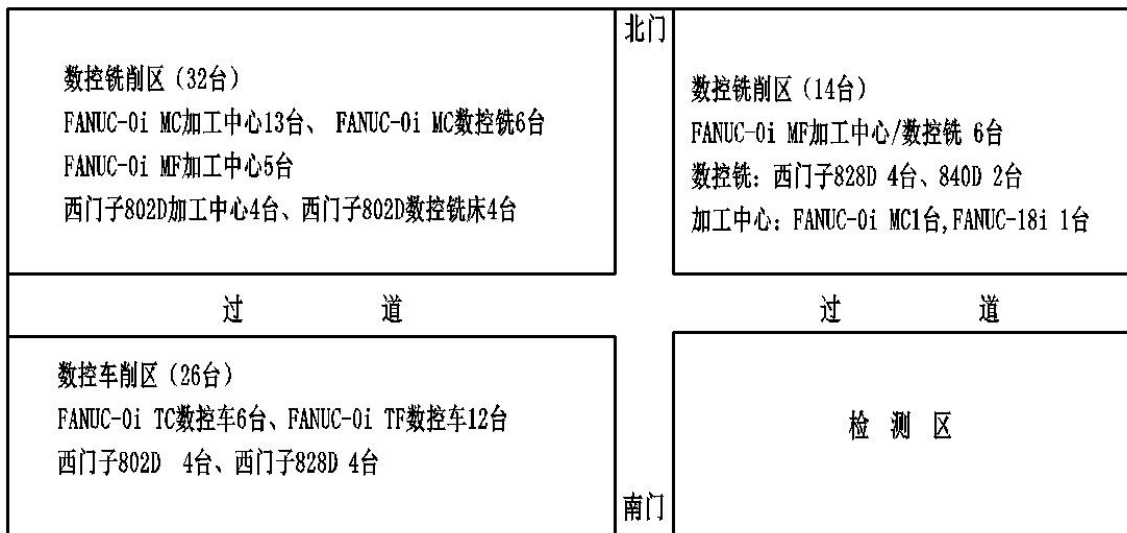 北门
数控铣削区（32台）
FANUC-0i MC加工中心13台、 FANUC-0i MC数控铣6台
FANUC-0i MF加工中心5台
西门子802D加工中心4台、西门子802D数控铣床4台
数控铣削区（14台）
FANUC-0i MF加工中心/数控铣 6台
数控铣：西门子828D 4台、840D 2台
加工中心：FANUC-0i MC1台,FANUC-18i 1台
过 道
过 道
数控车削区（26台）
FANUC-0i TC数控车6台、FANUC-0i TF数控车12台
西门子802D 4台、西门子828D 4台
检 测 区
南门